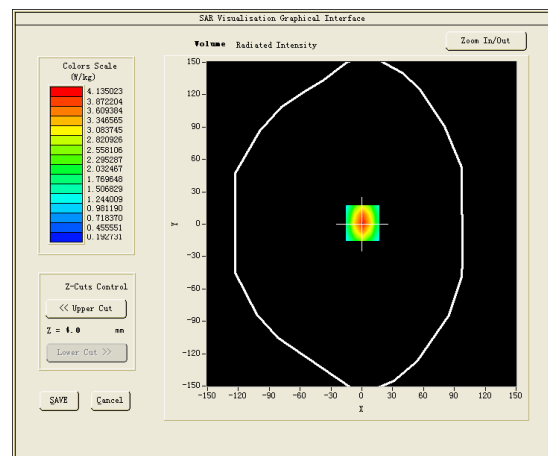 SAR Visualisation Graphical Interface
Volume Radiated Intensity
Zoom In/Out
Colors Scale
(W/kg)
4.135023
3.872204
3.609384
3.346565
3.083745
2.820926
2.558106
2.295287
2.032467
1.769648
1.506829
1.244009
0.981190
0.718370
0.455551
0.192731
Z-Cuts Control
<< Upper Cut
Z = 4.0 mm
Lower Cut >>
SAVE Cancel
150
120
90
60
30
0
-30
-60
-90
-120
-150
Y
-150 -120 -90 -60 -30 0 30 60 90 120 150
X